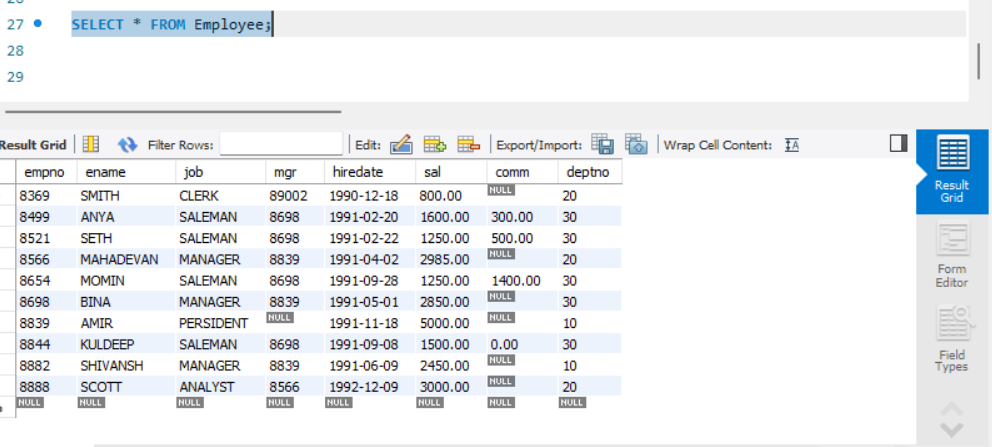 27 SELECT * FROM Employee;
28
29
Result Grid Filter Rows: Edit: Export/Import: Wrap Cell Content: IA
empno ename job mgr hiredate sal comm deptno
8369 SMITH CLERK 89002 1990-12-18 800.00 NULL 20
8499 ANYA SALEMAN 8698 1991-02-20 1600.00 300.00 30
8521 SETH SALEMAN 8698 1991-02-22 1250.00 500.00 30
8566 MAHADEVAN MANAGER 8839 1991-04-02 2985.00 NULL 20
8654 MOMIN SALEMAN 8698 1991-09-28 1250.00 1400.00 30
8698 BINA MANAGER 8839 1991-05-01 2850.00 NULL 30
8839 AMIR PERSIDENT NULL 1991-11-18 5000.00 NULL 10
8844 KULDEEP SALEMAN 8698 1991-09-08 1500.00 0.00 30
8882 SHIVANSH MANAGER 8839 1991-06-09 2450.00 NULL 10
8888 SCOTT ANALYST 8566 1992-12-09 3000.00 NULL 20
NULL NULL NULL NULL NULL NULL NULL NULL
Result
Grid
Form
Editor
Field
Types